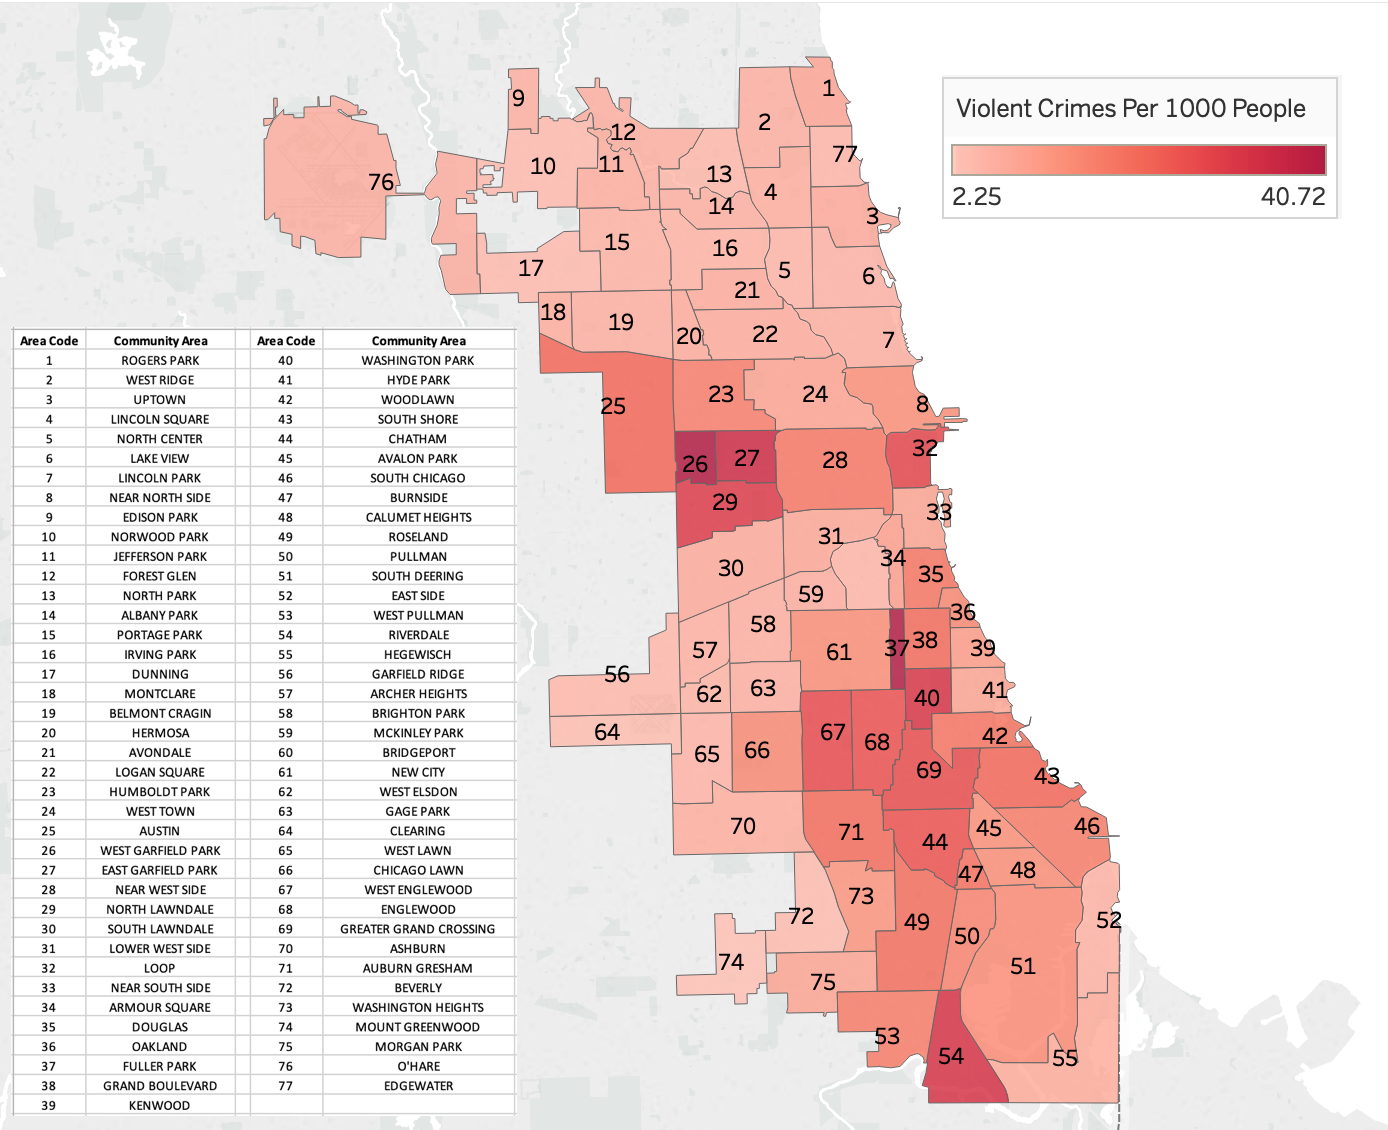 Violent Crimes Per 1000 People
2.25 40.72
1
9
2
12
77
11
10
13
76
4
14
3
15
16
17
5
6
21
18
19
22
20
7
23
24
8
25
32
27
28
26
29
33
31
34
30
35
59
36
58
38
37
39
57
61
56
63
41
62
40
64
67
42
68
66
65
69
43
70
46
45
71
44
48
47
73
72
52
49
50
74
51
75
53
54
55
Area Code Community Area Area Code Community Area
1 ROGERS PARK 40 WASHINGTON PARK
2 WEST RIDGE 41 HYDE PARK
3 UPTOWN 42 WOODLAWN
4 LINCOLN SQUARE 43 SOUTH SHORE
5 NORTH CENTER 44 CHATHAM
6 LAKE VIEW 45 AVALON PARK
7 LINCOLN PARK 46 SOUTH CHICAGO
8 NEAR NORTH SIDE 47 BURNSIDE
9 EDISON PARK 48 CALUMET HEIGHTS
10 NORWOOD PARK 49 ROSELAND
11 JEFFERSON PARK 50 PULLMAN
12 FOREST GLEN 51 SOUTH DEERING
13 NORTH PARK 52 EAST SIDE
14 ALBANY PARK 53 WEST PULLMAN
15 PORTAGE PARK 54 RIVERDALE
16 IRVING PARK 55 HEGEWISCH
17 DUNNING 56 GARFIELD RIDGE
18 MONTCLARE 57 ARCHER HEIGHTS
19 BELMONT CRAGIN 58 BRIGHTON PARK
20 HERMOSA 59 MCKINLEY PARK
21 AVONDALE 60 BRIDGEPORT
22 LOGAN SQUARE 61 NEW CITY
23 HUMBOLDT PARK 62 WEST ELSDON
24 WEST TOWN 63 GAGE PARK
25 AUSTIN 64 CLEARING
26 WEST GARFIELD PARK 65 WEST LAWN
27 EAST GARFIELD PARK 66 CHICAGO LAWN
28 NEAR WEST SIDE 67 WEST ENGLEWOOD
29 NORTH LAWNDALE 68 ENGLEWOOD
30 SOUTH LAWNDALE 69 GREATER GRAND CROSSING
31 LOWER WEST SIDE 70 ASHBURN
32 LOOP 71 AUBURN GRESHAM
33 NEAR SOUTH SIDE 72 BEVERLY
34 ARMOUR SQUARE 73 WASHINGTON HEIGHTS
35 DOUGLAS 74 MOUNT GREENWOOD
36 OAKLAND 75 MORGAN PARK
37 FULLER PARK 76 O'HARE
38 GRAND BOULEVARD 77 EDGEWATER
39 KENWOOD